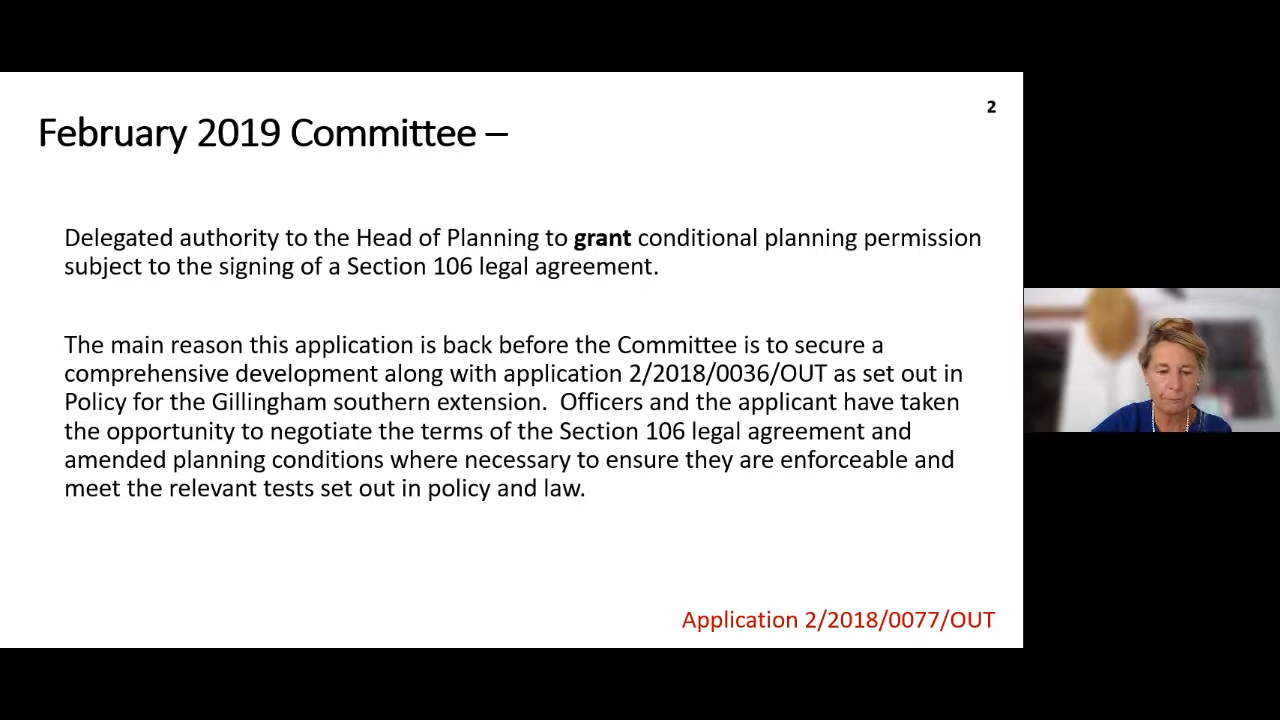 2
February 2019 Committee –
Delegated authority to the Head of Planning to grant conditional planning permission
subject to the signing of a Section 106 legal agreement.
The main reason this application is back before the Committee is to secure a
comprehensive development along with application 2/2018/0036/OUT as set out in
Policy for the Gillingham southern extension.  Officers and the applicant have taken
the opportunity to negotiate the terms of the Section 106 legal agreement and
amended planning conditions where necessary to ensure they are enforceable and
meet the relevant tests set out in policy and law.
Application 2/2018/0077/OUT